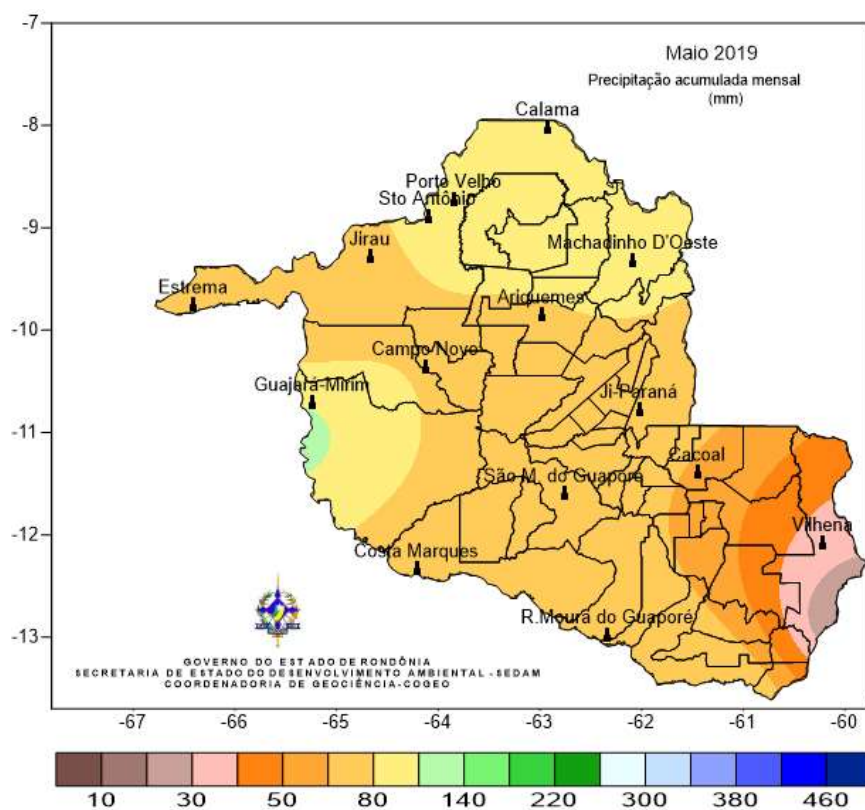 Maio 2019
Precipitação acumulada mensal
(mm)
-7
-8
-9
-10
-11
-12
-13
Calama
Porto Velho
Sto Antônio
Machadinho D'Oeste
Jirau
Estrema
Ariquemes
Campo Novo
Guajará-Mirim
Ji-Paraná
Cacoal
São M. do Guaporé
Vilhena
Costa Marques
R.Moura do Guaporé
GOVERNO DO ESTADO DE RONDÔNIA
SECRETARIA DE ESTADO DO DESENVOLVIMENTO AMBIENTAL -SEDAM
COORDENADORIA DE GEOCIÊNCIA-COGEO
-67 -66 -65 -64 -63 -62 -61 -60
10 30 50 80 140 220 300 380 460